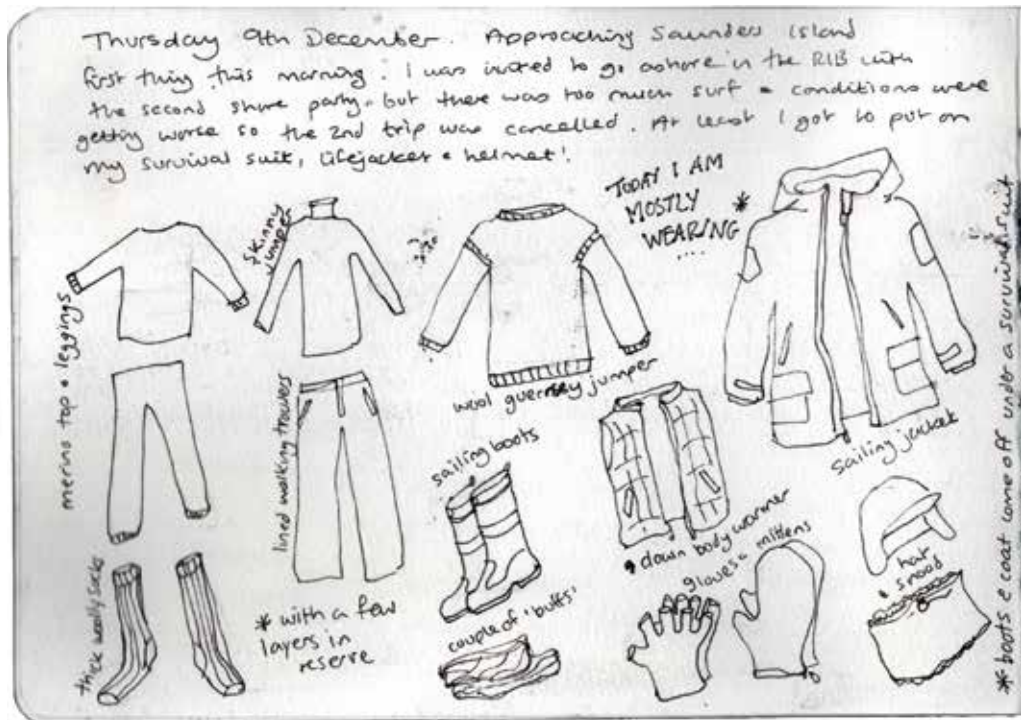 Thursday 9th December. Approaching Saunders Island
first thing this morning. I was invited to go ashore in the RIB with
the second shore party - but there was too much surf & conditions were
getting worse so the 2nd trip was cancelled. At least I got to put on
my survival suit, lifejacket & helmet!
TODAY I AM
MOSTLY
WEARING
....
*
merino top & leggings
skinny
jumper
wool guernsey jumper
sailing jacket
lined walking trousers
sailing boots
down body warmer
thick woolly socks
* with a few
layers in
reserve
couple of 'buffs'
gloves & mittens
hat
snood
* boots & coat come off under a survival suit